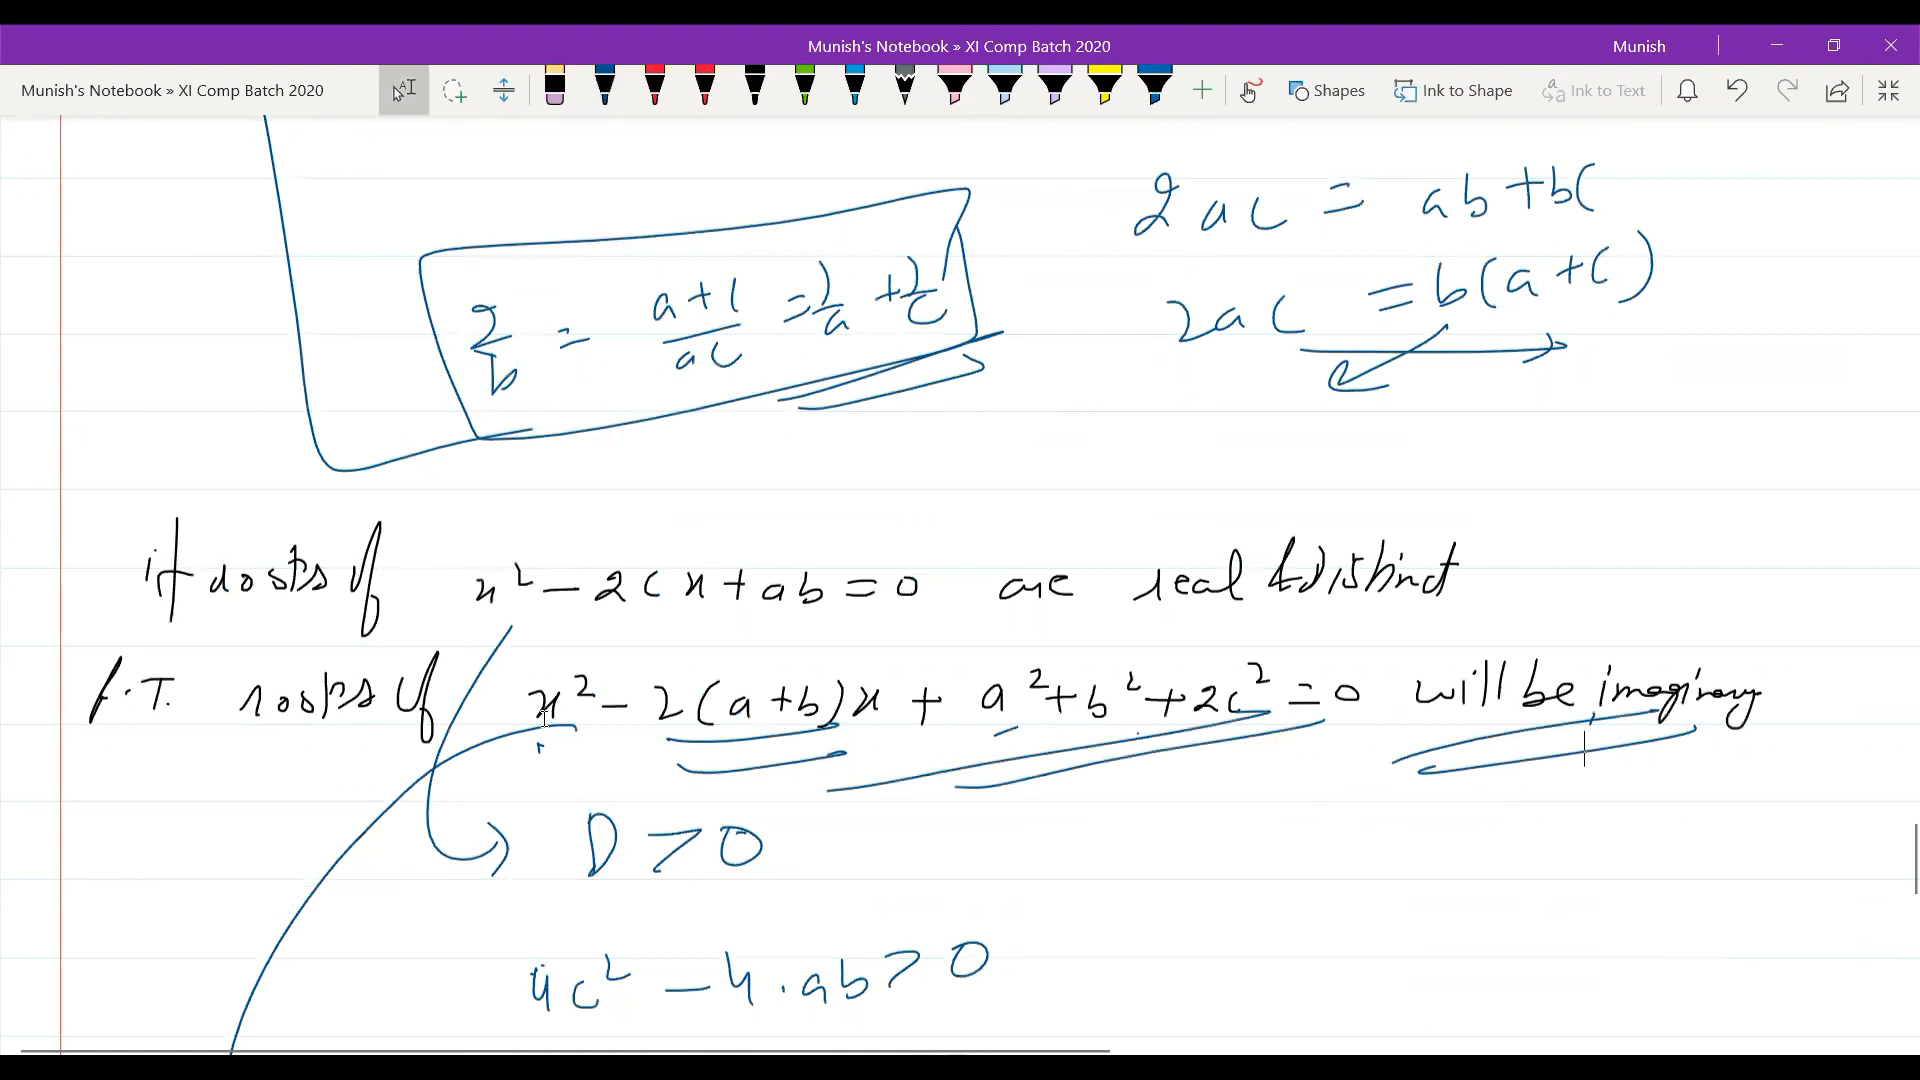 Munish's Notebook » XI Comp Batch 2020
Munish
Munish's Notebook » XI Comp Batch 2020
Shapes
Ink to Shape
Ink to Text
2ac = ab+bc
2ac = b(a+c)
2/b = a+c/ac = 1/a + 1/c
if roots of x² - 2cx + ab = 0 are real & distinct
P.T. roots of x² - 2(a+b)x + a² + b² + 2c² = 0 will be imaginary
D > 0
4c² - 4.ab > 0